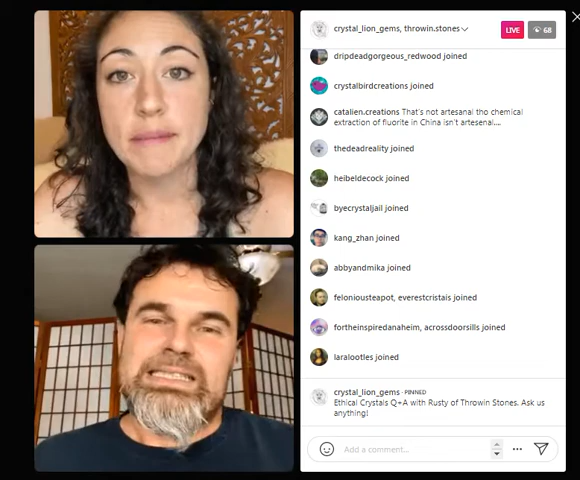 crystal_lion_gems, throwin.stones
LIVE
68
dripdeadgorgeous_redwood joined
crystalbirdcreations joined
catalien.creations That's not artesanal tho chemical
extraction of fluorite in China isn't artesenal....
thedeadreality joined
heibeldecock joined
byecrystaljail joined
kang_zhan joined
abbyandmika joined
feloniousteapot, everestcristais joined
fortheinspiredanaheim, acrossdoorsills joined
laralootles joined
crystal_lion_gems · PINNED
Ethical Crystals Q+A with Rusty of Throwin Stones. Ask us
anything!
Add a comment...